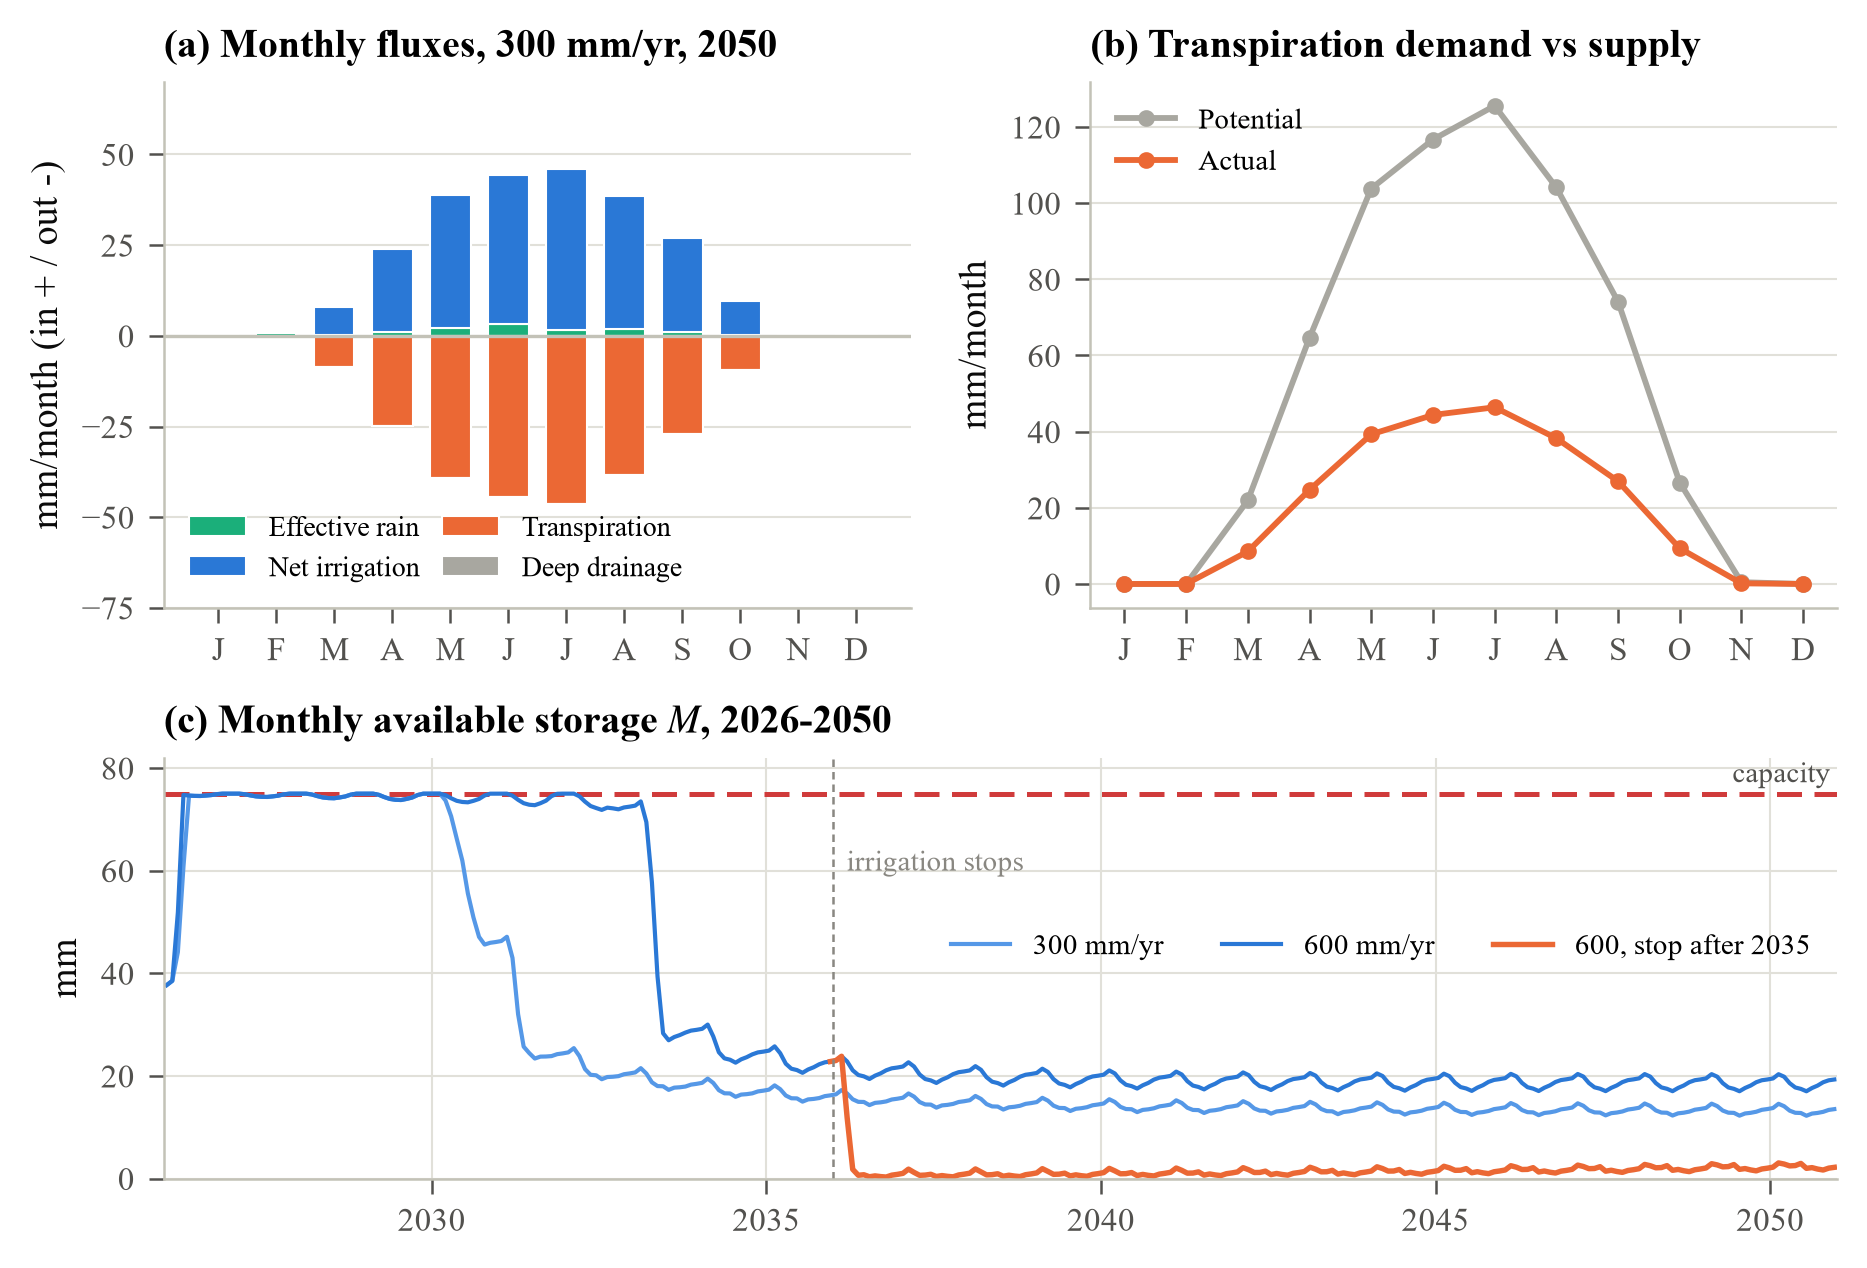 (a) Monthly fluxes, 300 mm/yr, 2050
mm/month (in + / out -)
50
25
0
−25
−50
−75
Effective rain
Transpiration
Net irrigation
Deep drainage
J F M A M J J A S O N D
(b) Transpiration demand vs supply
mm/month
120
100
80
60
40
20
0
Potential
Actual
J F M A M J J A S O N D
(c) Monthly available storage M, 2026-2050
mm
80
60
40
20
0
capacity
irrigation stops
300 mm/yr
600 mm/yr
600, stop after 2035
2030 2035 2040 2045 2050